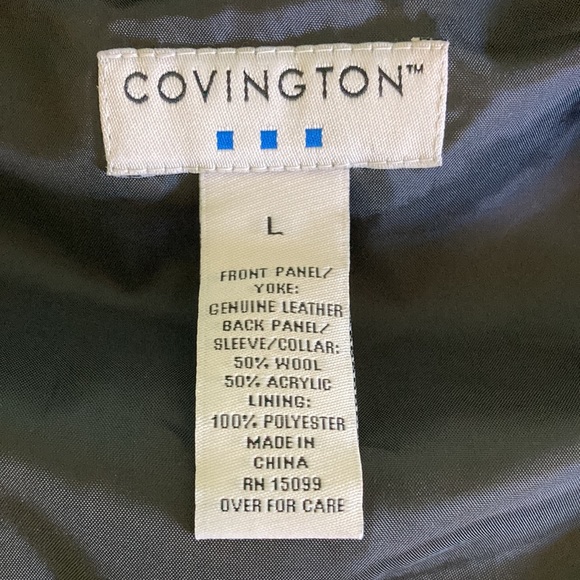 COVINGTON™
L
FRONT PANEL/
YOKE:
GENUINE LEATHER
BACK PANEL/
SLEEVE/COLLAR:
50% WOOL
50% ACRYLIC
LINING:
100% POLYESTER
MADE IN
CHINA
RN 15099
OVER FOR CARE